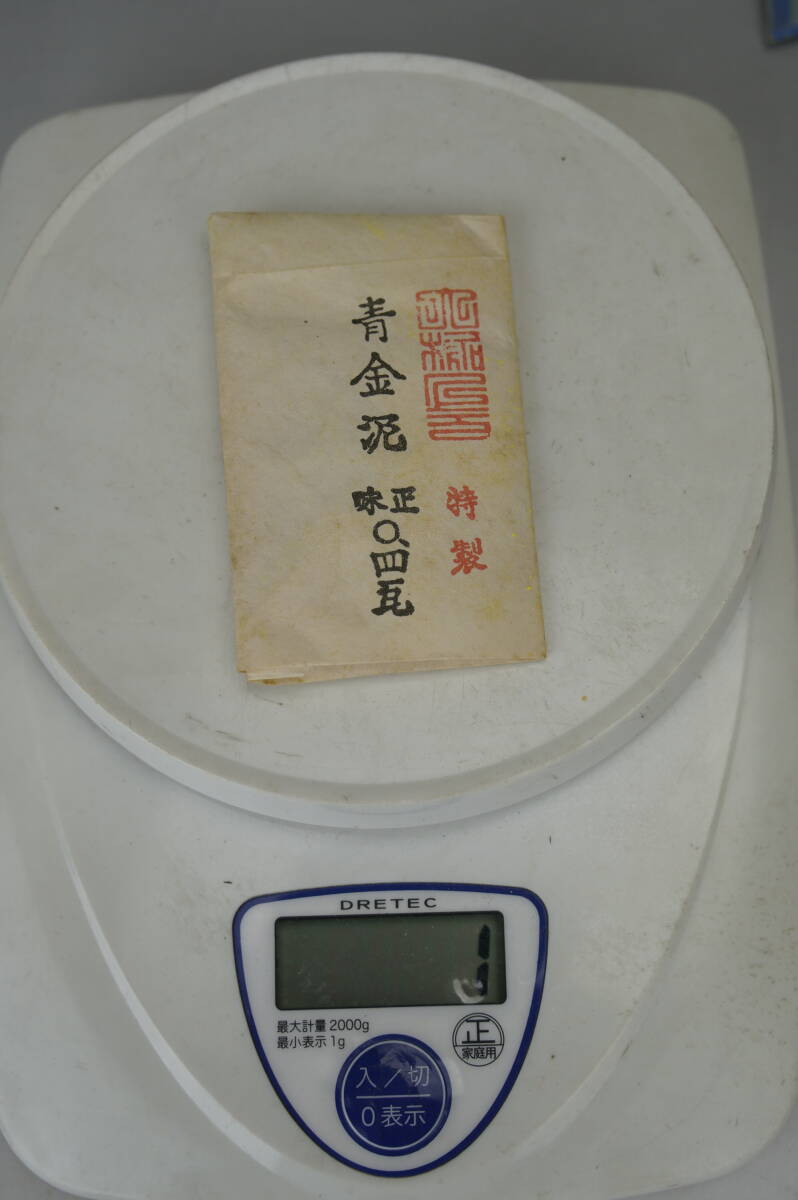 特製
青金泥
正味
〇、四瓦
DRETEC
1
最大計量 2000g
最小表示 1g
正
家庭用
入/切
0表示